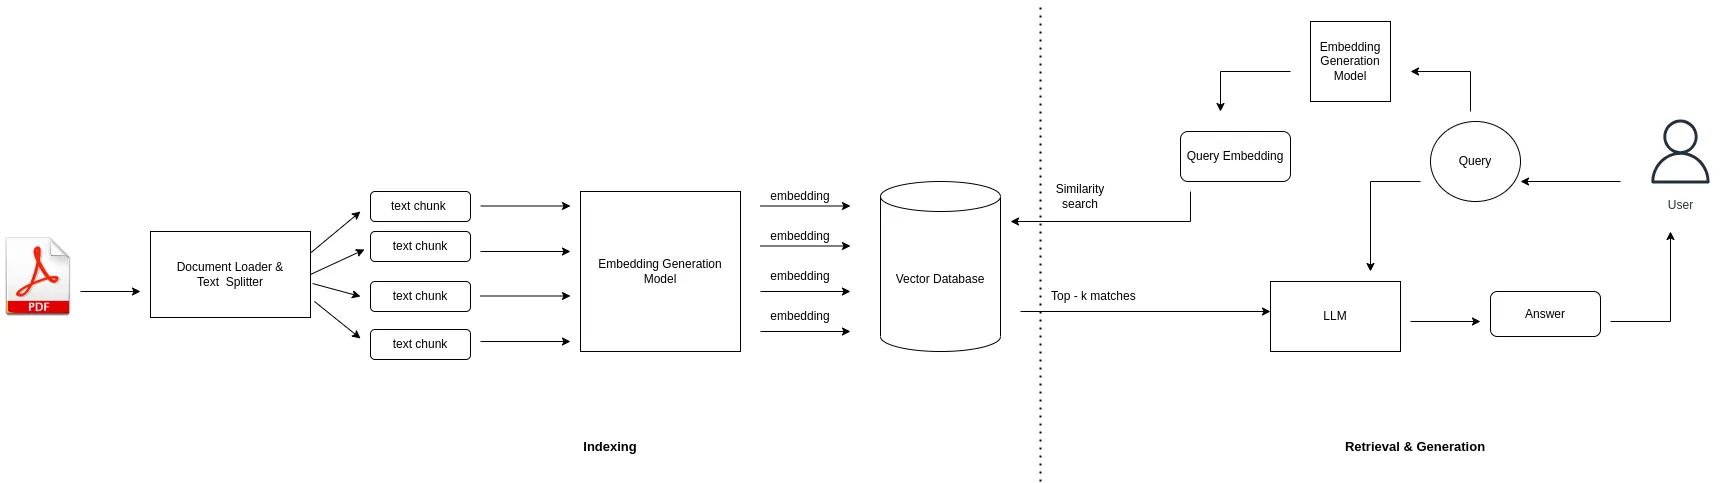 PDF
Document Loader &
Text  Splitter
text chunk
text chunk
text chunk
text chunk
Embedding Generation
Model
embedding
embedding
embedding
embedding
Vector Database
Indexing
Similarity
search
Top - k matches
Query Embedding
Embedding
Generation
Model
Query
User
LLM
Answer
Retrieval & Generation